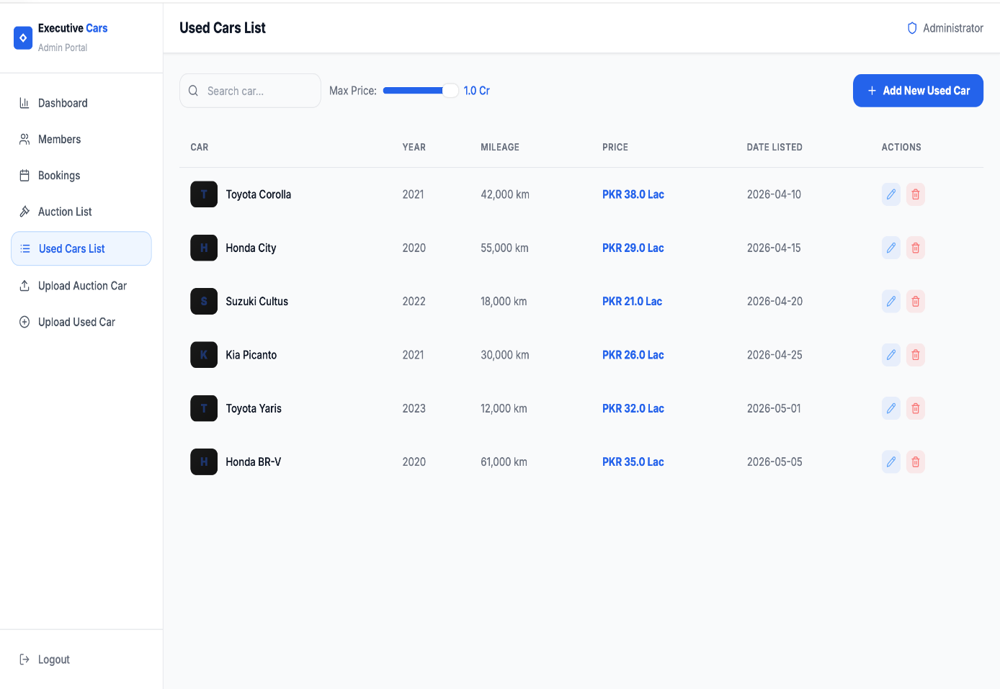 Executive Cars
Admin Portal
Used Cars List
Administrator
Dashboard
Members
Bookings
Auction List
Used Cars List
Upload Auction Car
Upload Used Car
Logout
Search car...
Max Price: 1.0 Cr
+ Add New Used Car
CAR YEAR MILEAGE PRICE DATE LISTED ACTIONS
T Toyota Corolla 2021 42,000 km PKR 38.0 Lac 2026-04-10
H Honda City 2020 55,000 km PKR 29.0 Lac 2026-04-15
S Suzuki Cultus 2022 18,000 km PKR 21.0 Lac 2026-04-20
K Kia Picanto 2021 30,000 km PKR 26.0 Lac 2026-04-25
T Toyota Yaris 2023 12,000 km PKR 32.0 Lac 2026-05-01
H Honda BR-V 2020 61,000 km PKR 35.0 Lac 2026-05-05